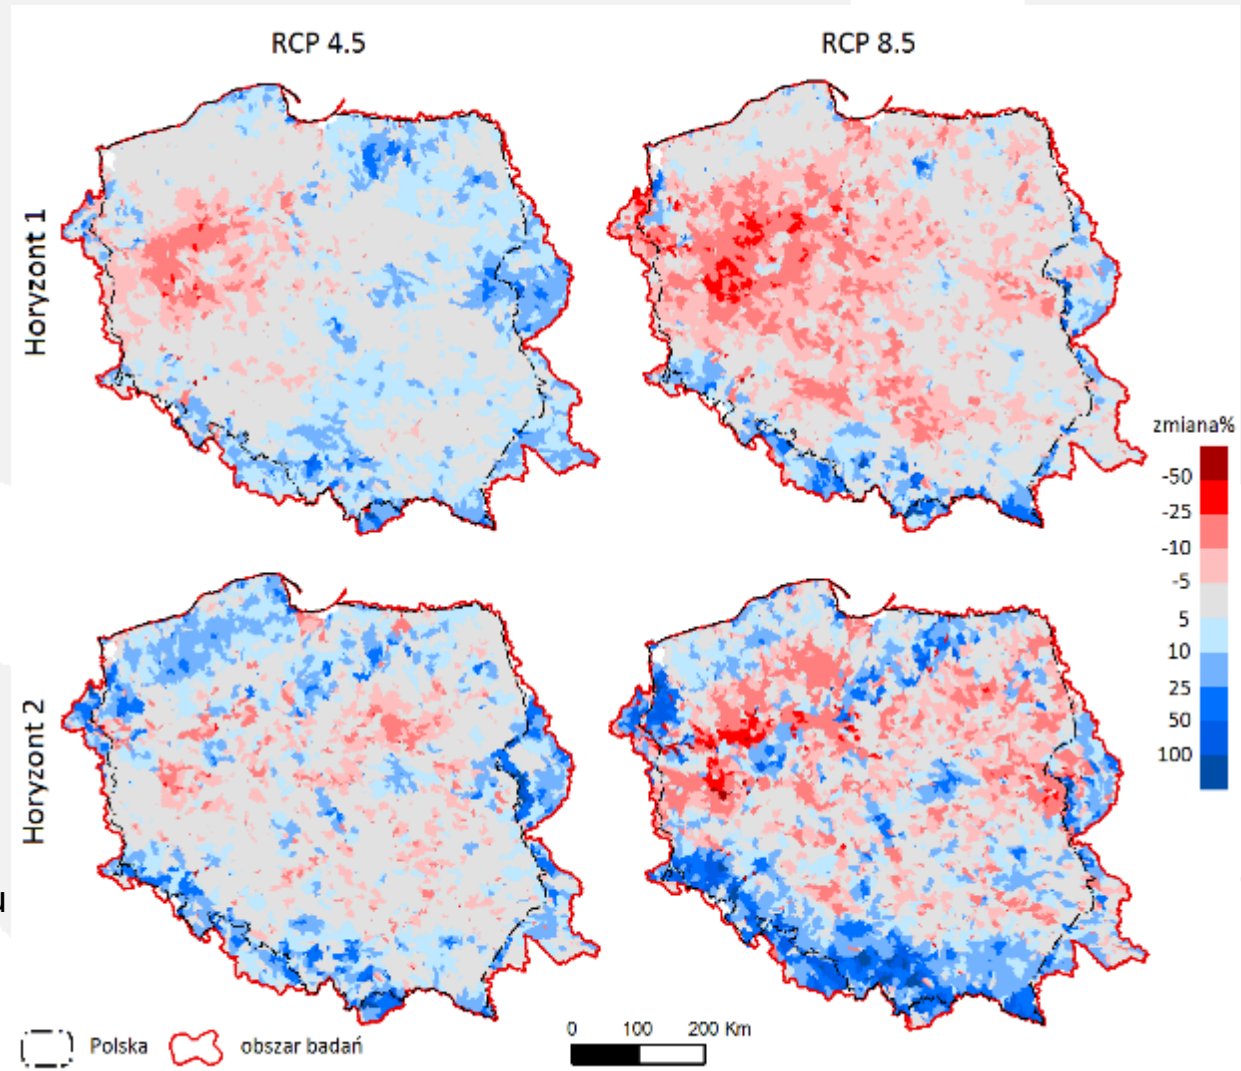 RCP 4.5
RCP 8.5
Horyzont 1
zmiana%
-50
-25
-10
-5
5
10
25
50
100
Horyzont 2
u
0 100 200 Km
Polska
obszar badań